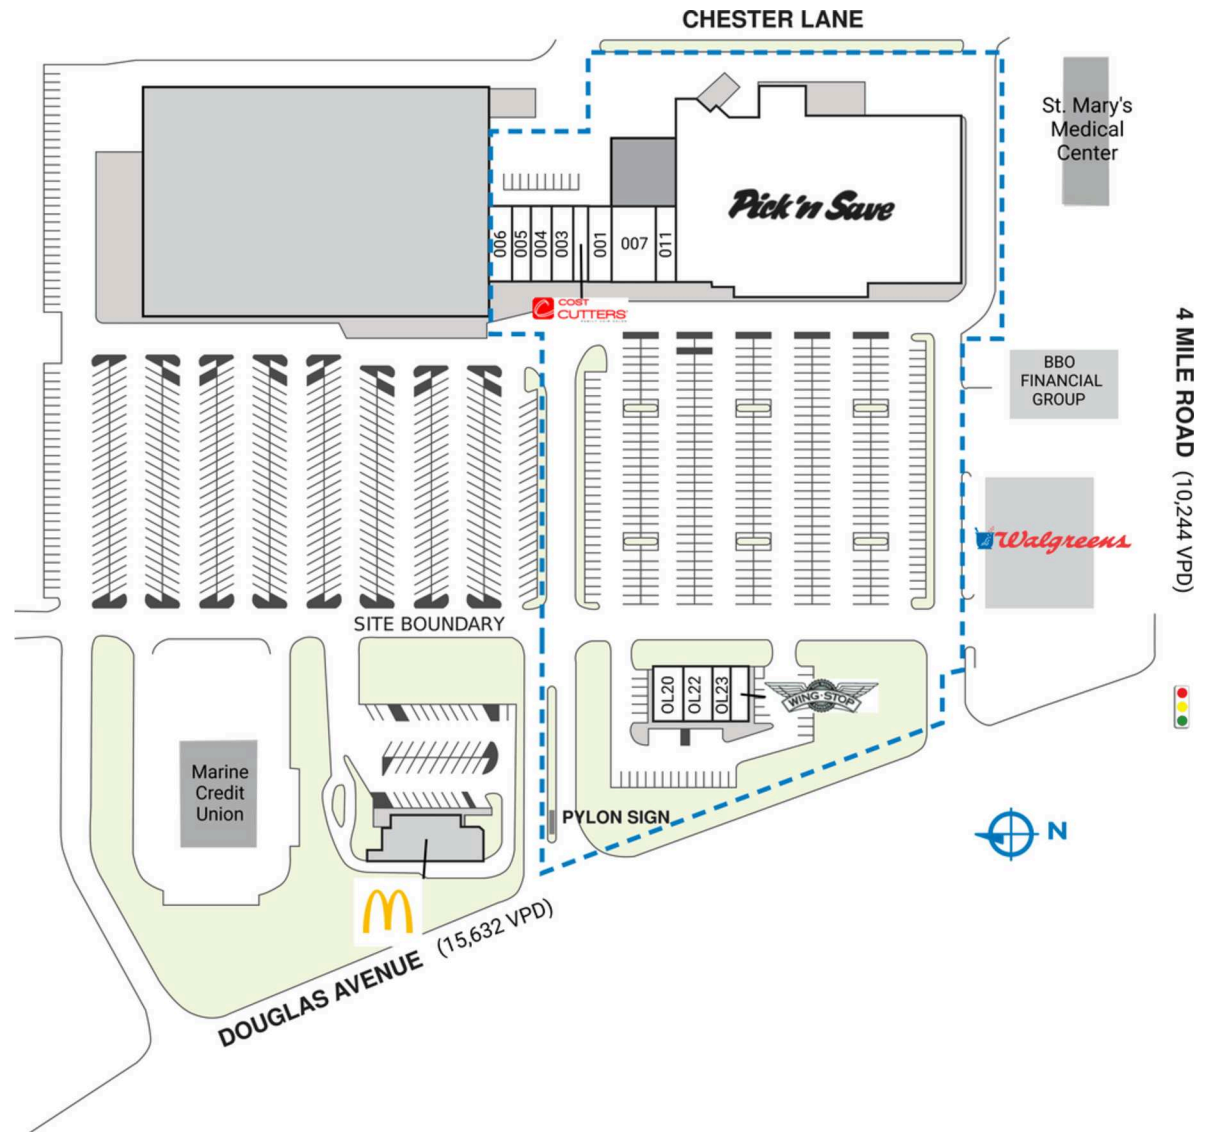 CHESTER LANE
St. Mary's
Medical
Center
Pick'n Save
006
005
004
003
001
007
011
COST
CUTTERS
4 MILE ROAD (10,244 VPD)
BBO
FINANCIAL
GROUP
Walgreens
SITE BOUNDARY
OL20
OL22
OL23
WING·STOP
Marine
Credit
Union
PYLON SIGN
N
DOUGLAS AVENUE (15,632 VPD)